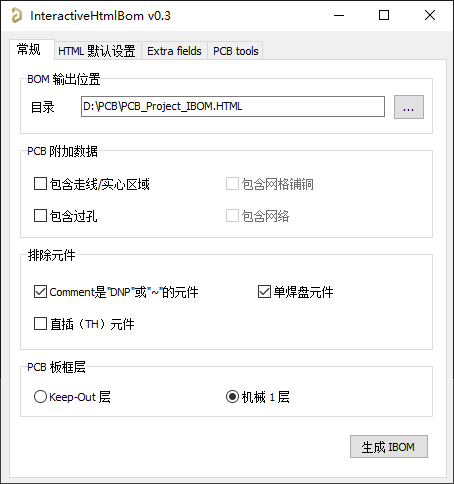 InteractiveHtmlBom v0.3
常规 HTML 默认设置 Extra fields PCB tools
BOM 输出位置
目录 D:\PCB\PCB_Project_IBOM.HTML ...
PCB 附加数据
包含走线/实心区域 包含网格铺铜
包含过孔 包含网络
排除元件
Comment是"DNP"或"~"的元件 单焊盘元件
直插（TH）元件
PCB 板框层
Keep-Out 层 机械 1 层
生成 IBOM